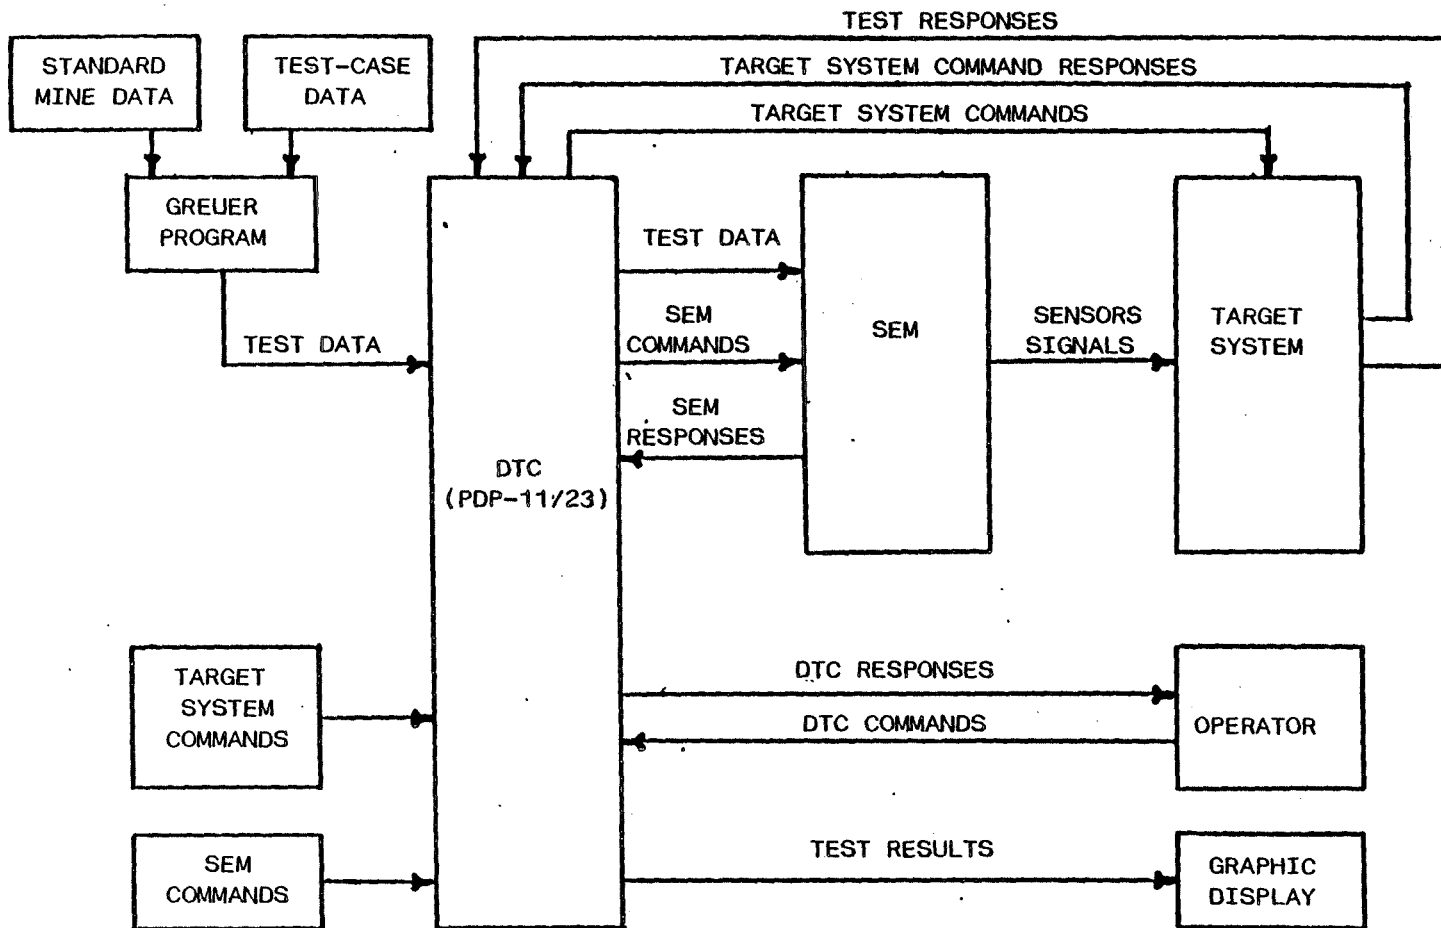 TEST RESPONSES
TARGET SYSTEM COMMAND RESPONSES
TARGET SYSTEM COMMANDS
STANDARD
MINE DATA
TEST-CASE
DATA
GREUER
PROGRAM
TEST DATA
DTC
(PDP-11/23)
TEST DATA
SEM
COMMANDS
SEM
RESPONSES
SEM
SENSORS
SIGNALS
TARGET
SYSTEM
TARGET
SYSTEM
COMMANDS
DTC RESPONSES
DTC COMMANDS
OPERATOR
SEM
COMMANDS
TEST RESULTS
GRAPHIC
DISPLAY